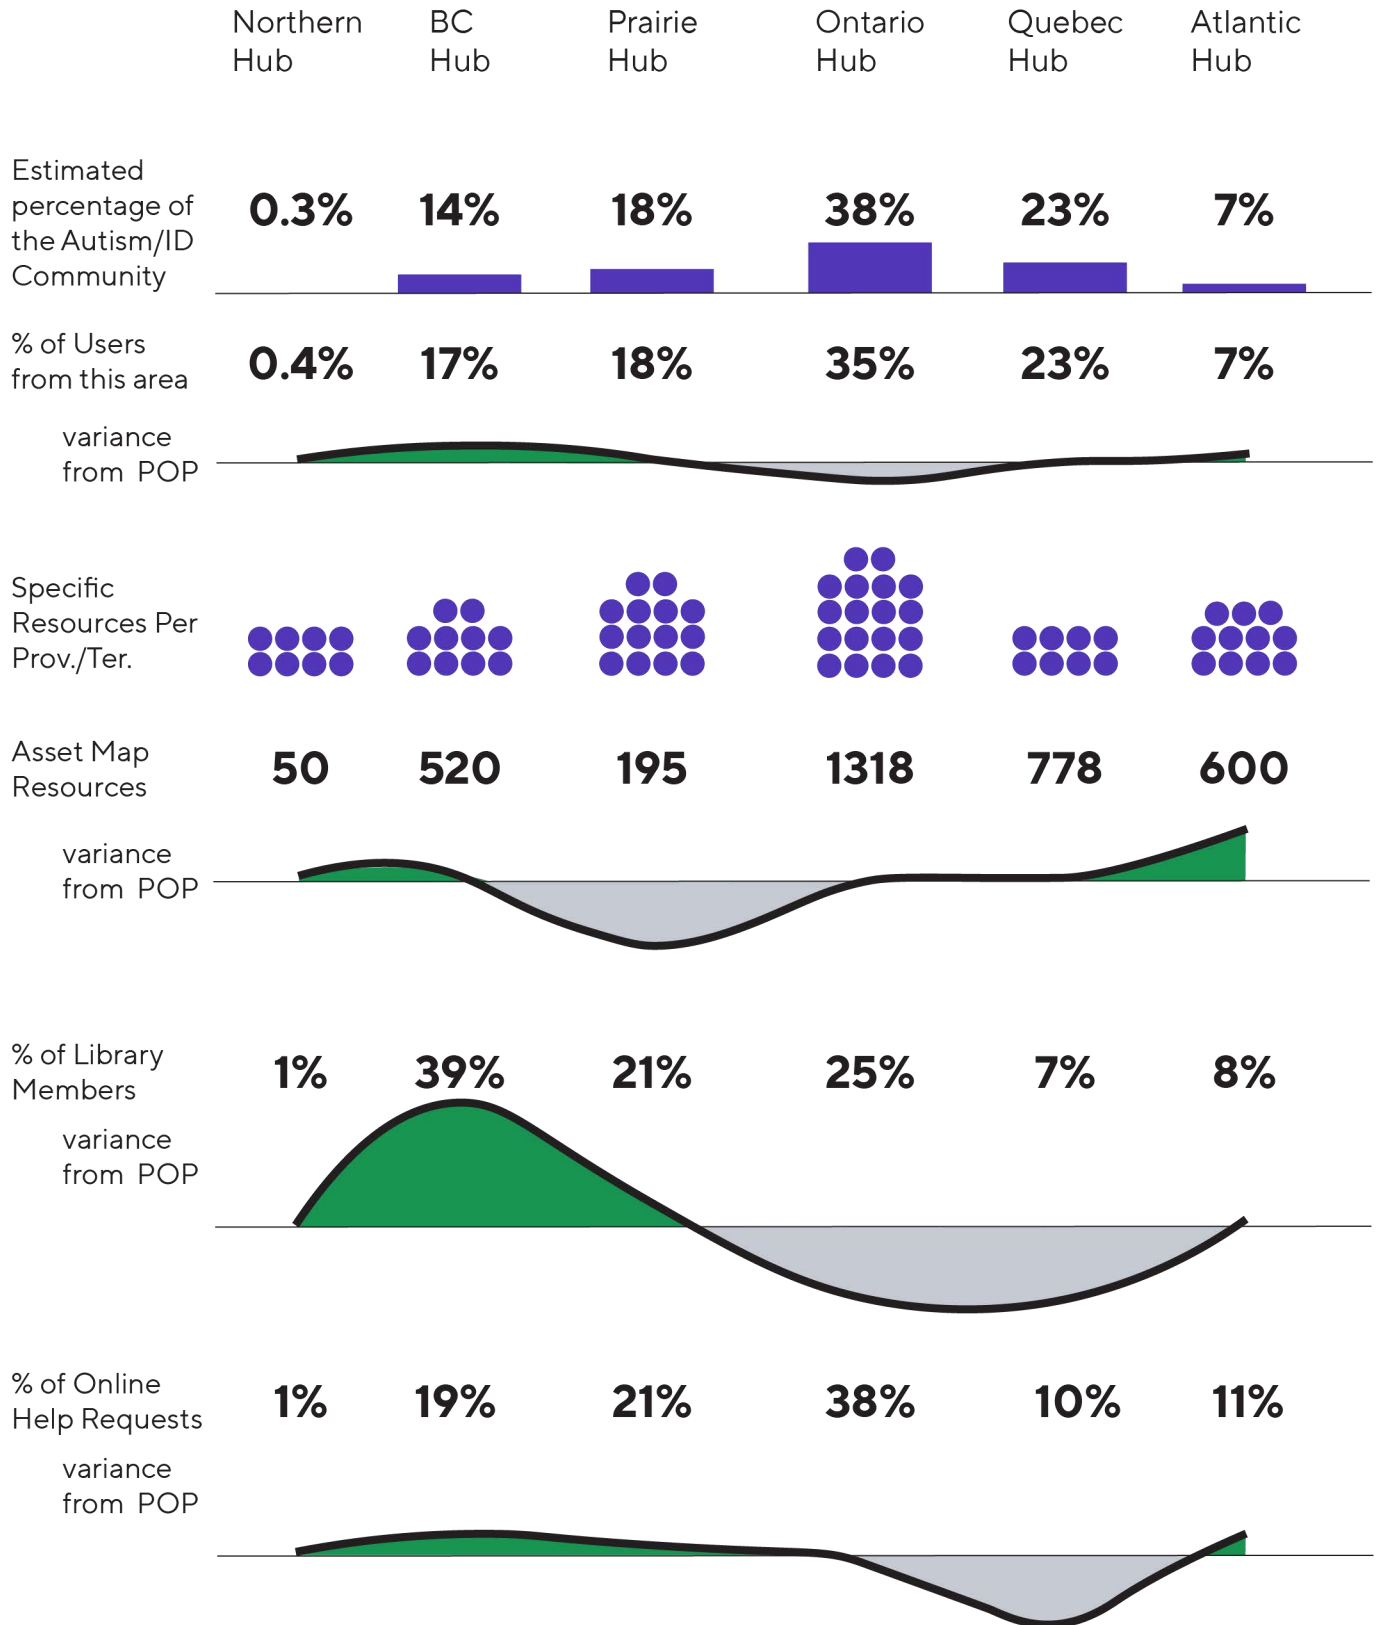 Northern BC Prairie Ontario Quebec Atlantic
Hub Hub Hub Hub Hub Hub
Estimated
percentage of
the Autism/ID
Community
0.3% 14% 18% 38% 23% 7%
% of Users
from this area
0.4% 17% 18% 35% 23% 7%
variance
from POP
Specific
Resources Per
Prov./Ter.
Asset Map
Resources
50 520 195 1318 778 600
variance
from POP
% of Library
Members
1% 39% 21% 25% 7% 8%
variance
from POP
% of Online
Help Requests
1% 19% 21% 38% 10% 11%
variance
from POP